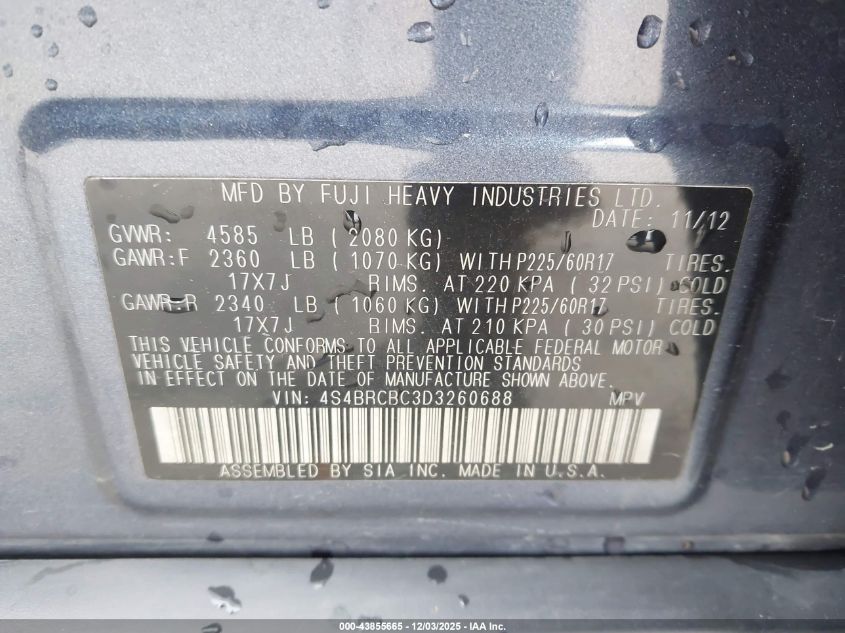 MFD BY FUJI HEAVY INDUSTRIES LTD.
DATE: 11/12
GVWR: 4585 LB ( 2080 KG)
GAWR:F 2360 LB ( 1070 KG) WITH P225/60R17 TIRES.
17X7J RIMS. AT 220 KPA ( 32 PSI) COLD
GAWR:R 2340 LB ( 1060 KG) WITH P225/60R17
17X7J RIMS. AT 210 KPA ( 30 PSI) COLD
THIS VEHICLE CONFORMS TO ALL APPLICABLE FEDERAL MOTOR
VEHICLE SAFETY AND THEFT PREVENTION STANDARDS
IN EFFECT ON THE DATE OF MANUFACTURE SHOWN ABOVE.
VIN: 4S4BRCBC3D3260688 MPV
ASSEMBLED BY SIA INC. MADE IN U.S.A.
000-43855665 - 12/03/2025 - IAA Inc.